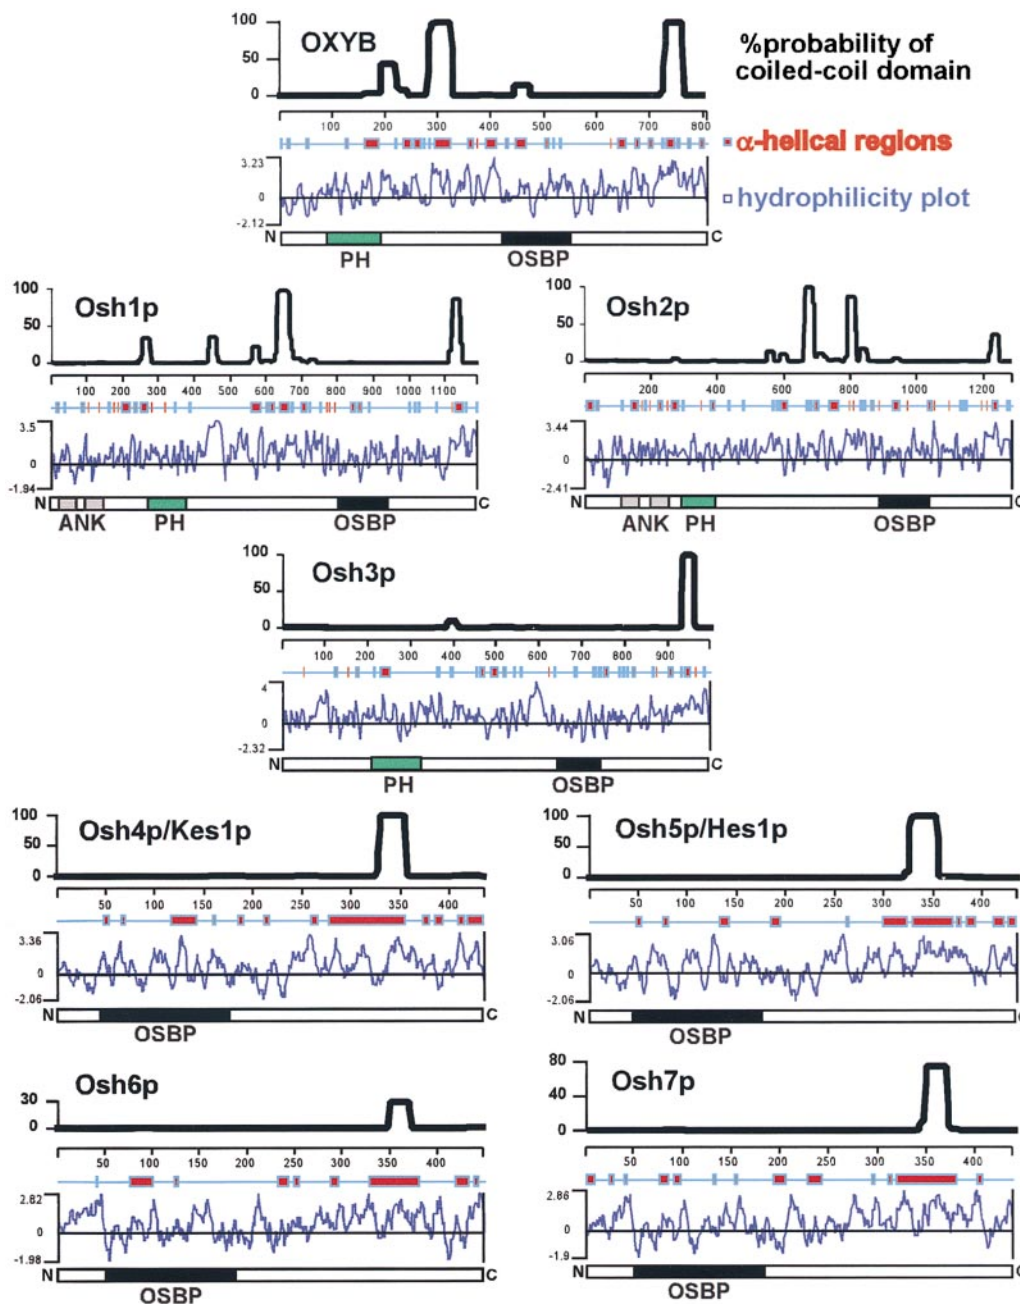 100
OXYB
50
0
%probability of
coiled-coil domain
100 200 300 400 500 600 700 800
α-helical regions
3.23
0
-2.12
hydrophilicity plot
N C
PH OSBP
100
Osh1p
50
0
100 200 300 400 500 600 700 800 900 1000 1100
3.5
0
-1.94
N
ANK PH OSBP
100
Osh2p
50
0
200 400 600 800 1000 1200
3.44
0
-2.41
N C
ANK PH OSBP
100
Osh3p
50
0
100 200 300 400 500 600 700 800 900
4
0
-2.32
N C
PH OSBP
100
Osh4p/Kes1p
50
0
50 100 150 200 250 300 350 400
3.36
0
-2.06
N C
OSBP
100
Osh5p/Hes1p
50
0
50 100 150 200 250 300 350 400
3.06
0
-2.06
N
OSBP
Osh6p
30
0
50 100 150 200 250 300 350 400
2.82
0
-1.98
N C
OSBP
80
Osh7p
40
0
50 100 150 200 250 300 350 400
2.86
0
-1.9
N C
OSBP